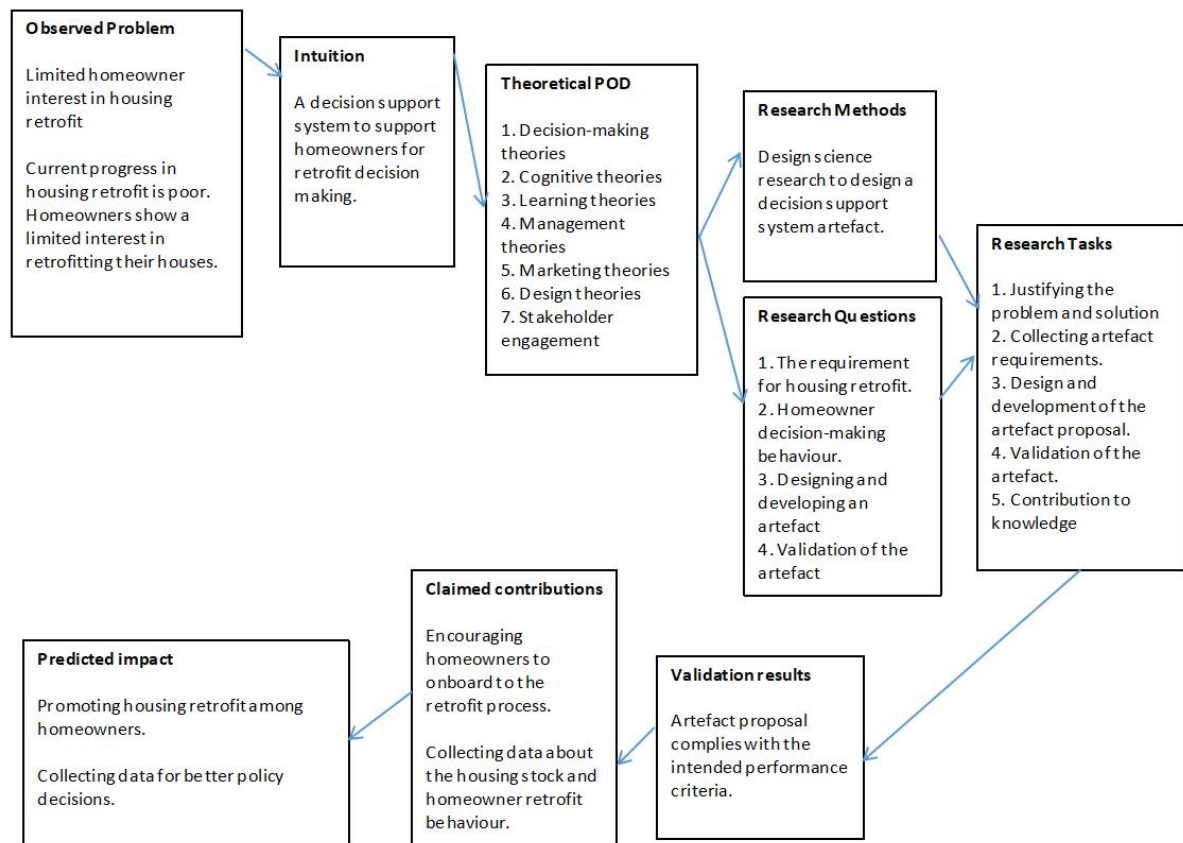 Observed Problem
Limited homeowner
interest in housing
retrofit
Current progress in
housing retrofit is poor.
Homeowners show a
limited interest in
retrofitting their houses.
Intuition
A decision support
system to support
homeowners for
retrofit decision
making.
Theoretical POD
1. Decision-making
theories
2. Cognitive theories
3. Learning theories
4. Management
theories
5. Marketing theories
6. Design theories
7. Stakeholder
engagement
Research Methods
Design science
research to design a
decision support
system artefact.
Research Questions
1. The requirement
for housing retrofit.
2. Homeowner
decision-making
behaviour.
3. Designing and
developing an
artefact
4. Validation of the
artefact
Research Tasks
1. Justifying the
problem and solution
2. Collecting artefact
requirements.
3. Design and
development of the
artefact proposal.
4. Validation of the
artefact.
5. Contribution to
knowledge
Validation results
Artefact proposal
complies with the
intended performance
criteria.
Claimed contributions
Encouraging
homeowners to
onboard to the
retrofit process.
Collecting data about
the housing stock and
homeowner retrofit
behaviour.
Predicted impact
Promoting housing retrofit among
homeowners.
Collecting data for better policy
decisions.